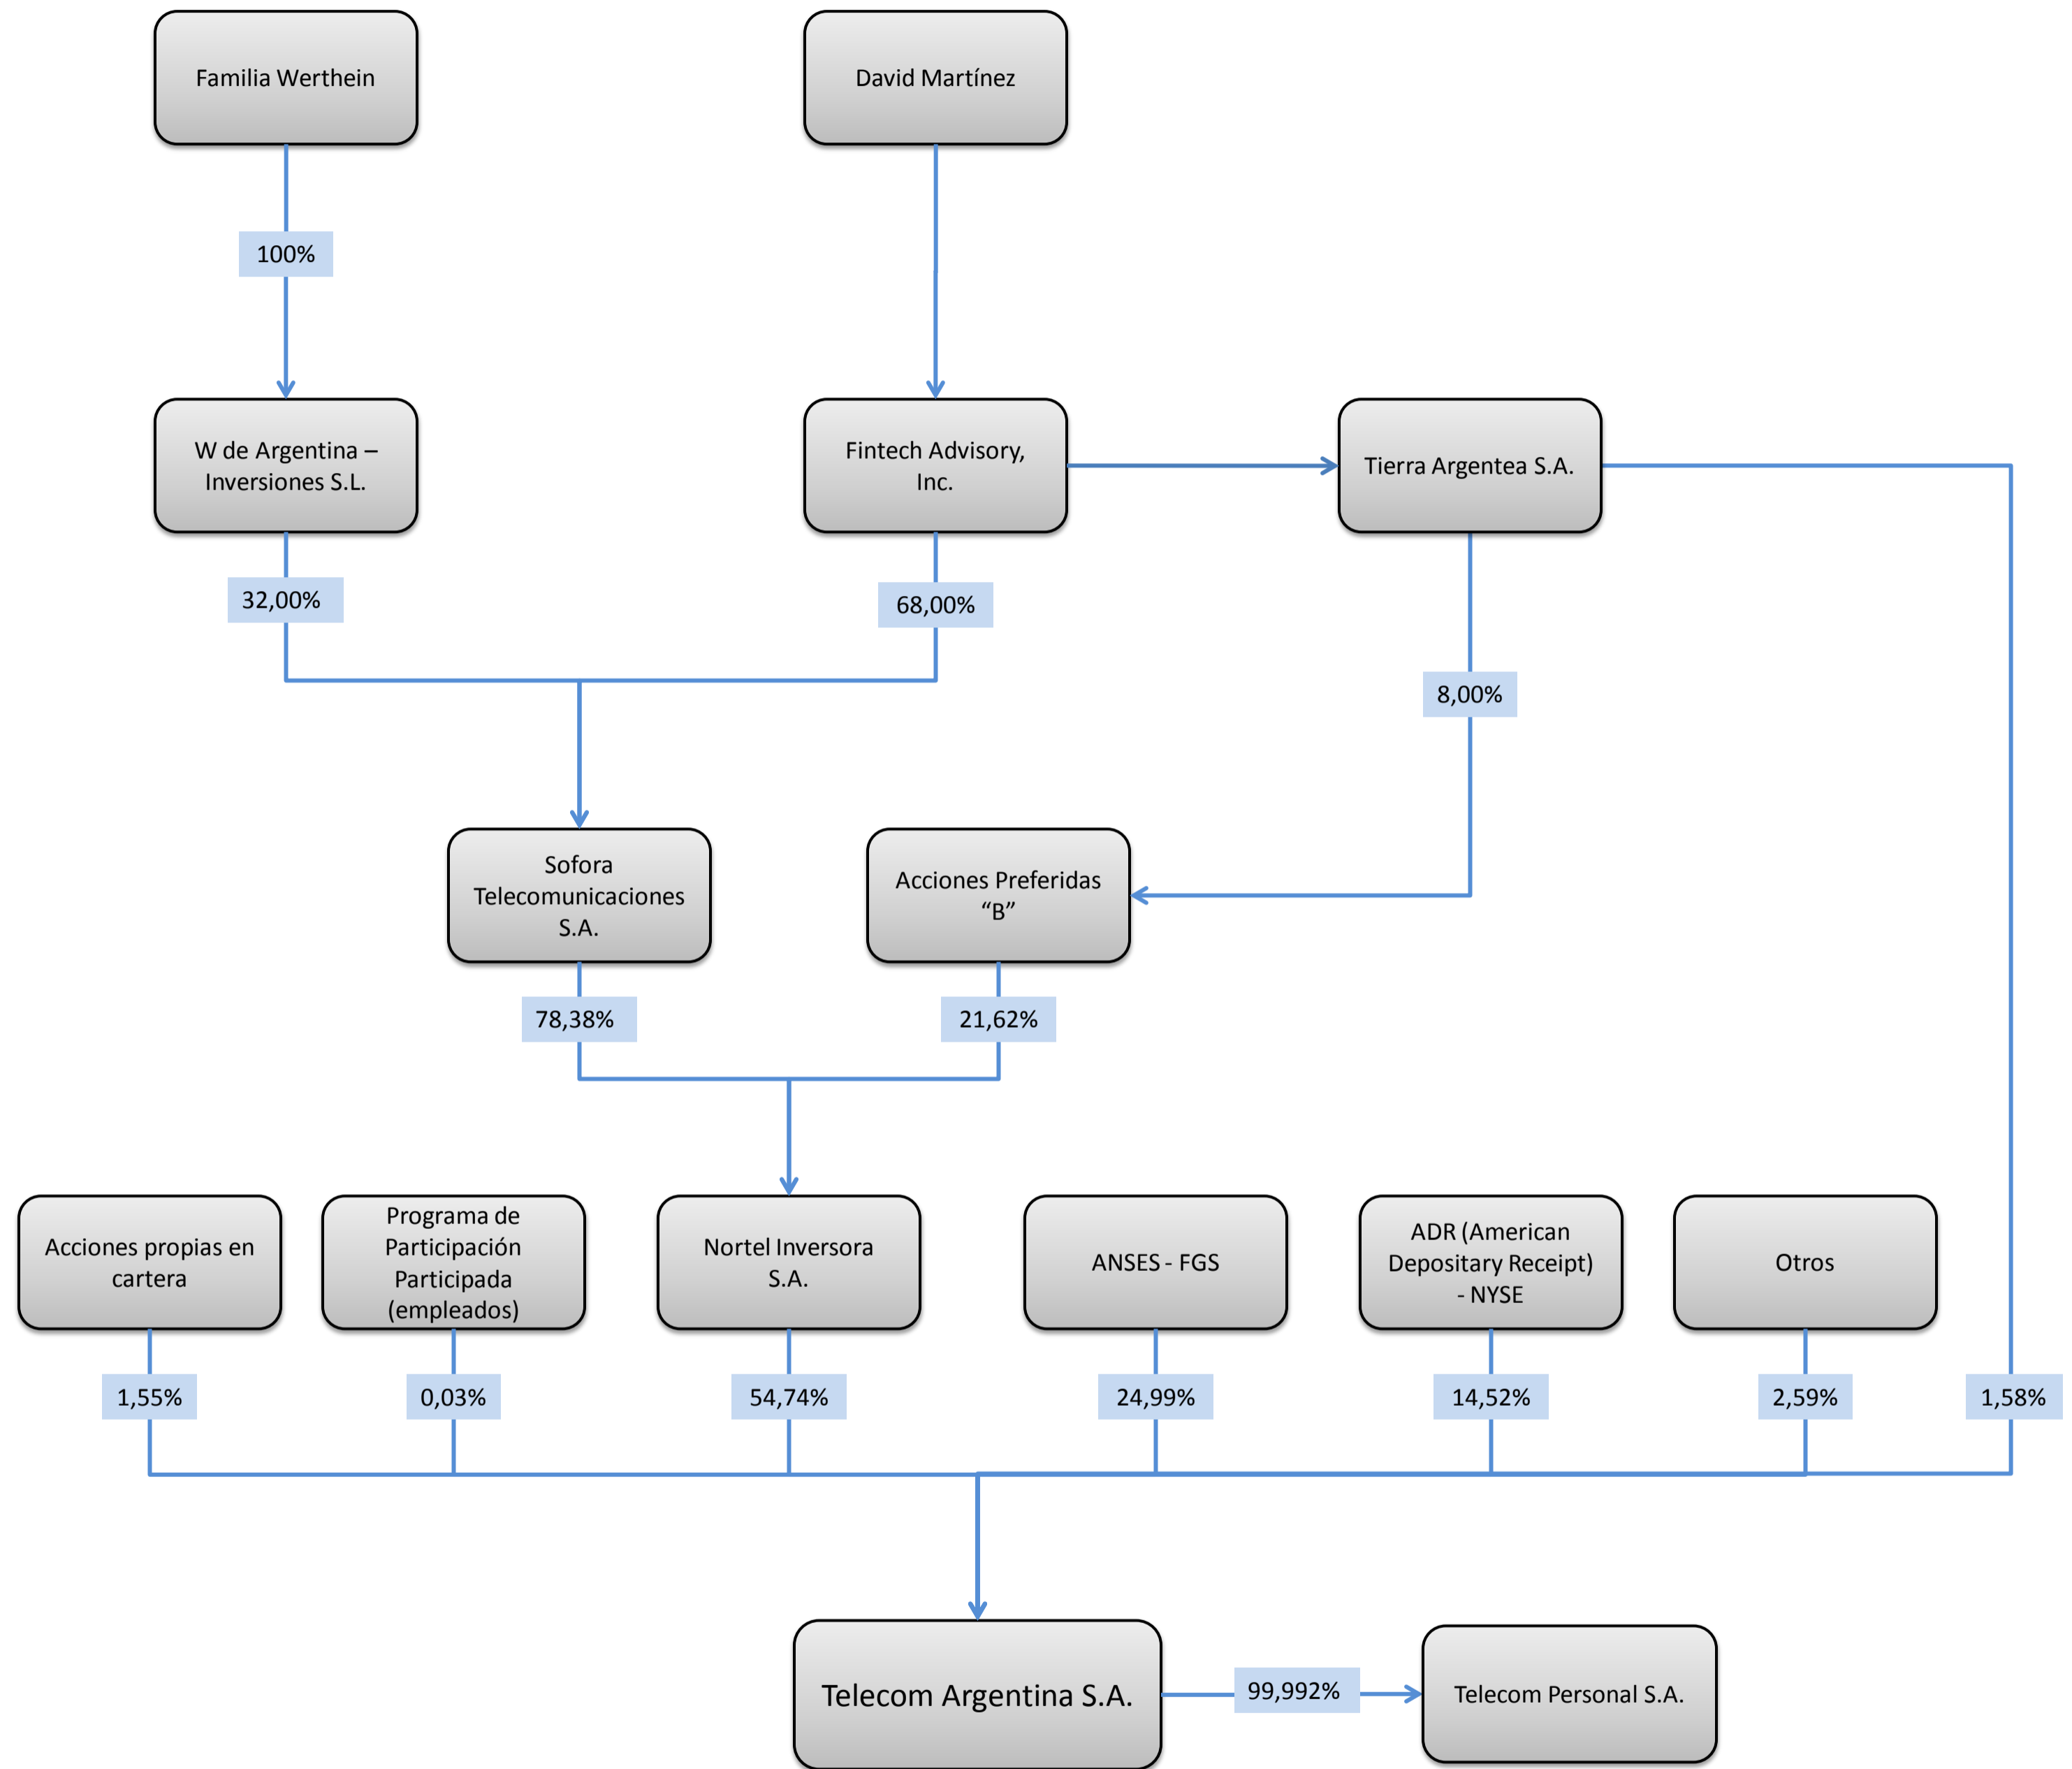 Familia Werthein
David Martínez
100%
W de Argentina –
Inversiones S.L.
Fintech Advisory,
Inc.
Tierra Argentea S.A.
32,00%
68,00%
8,00%
Sofora
Telecomunicaciones
S.A.
Acciones Preferidas
“B”
78,38%
21,62%
Acciones propias en
cartera
Programa de
Participación
Participada
(empleados)
Nortel Inversora
S.A.
ANSES - FGS
ADR (American
Depositary Receipt)
- NYSE
Otros
1,55%
0,03%
54,74%
24,99%
14,52%
2,59%
1,58%
Telecom Argentina S.A.
99,992%
Telecom Personal S.A.